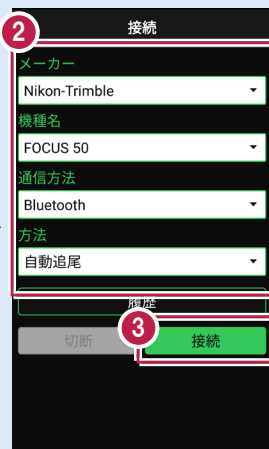 接続
2
メーカー
Nikon-Trimble
機種名
FOCUS 50
通信方法
Bluetooth
方法
自動追尾
履歴
3
切断
接続